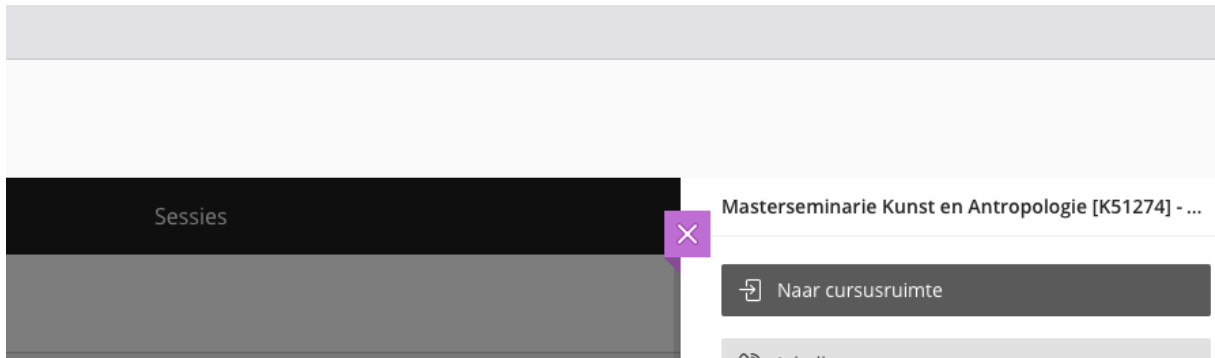 Sessies
Masterseminarie Kunst en Antropologie [K51274] - ...
Naar cursusruimte